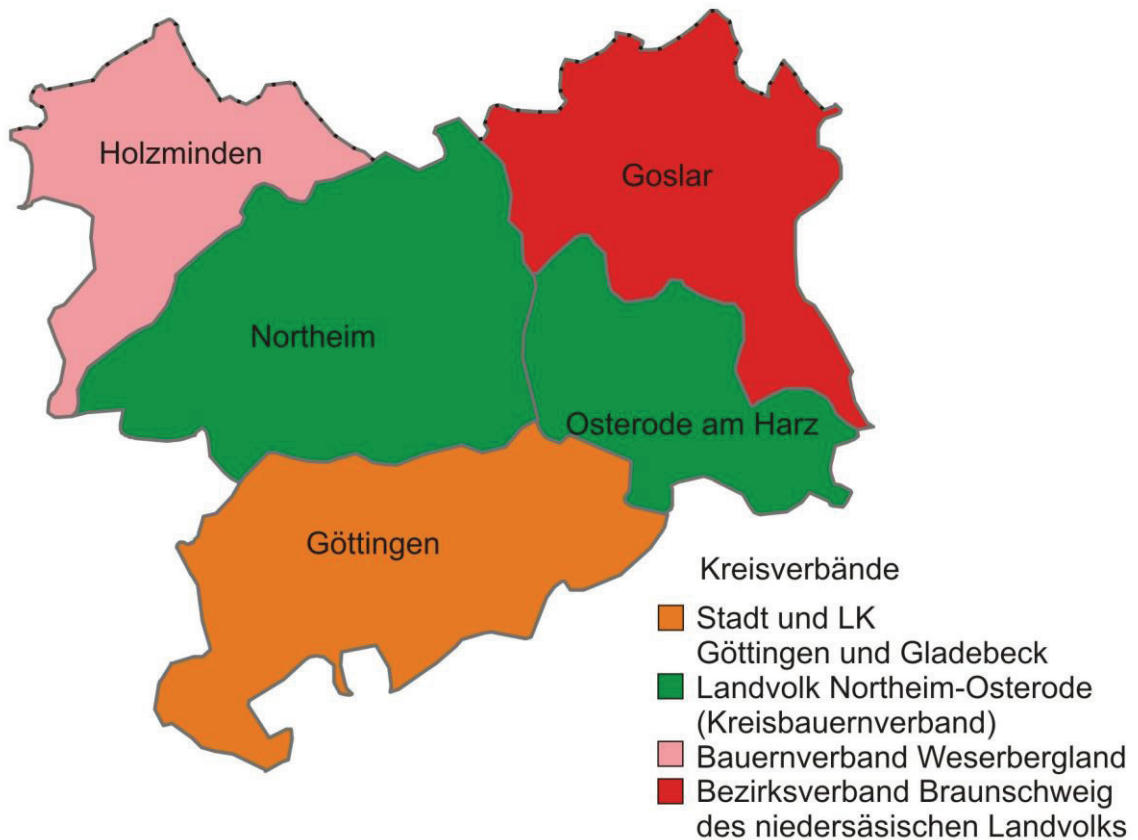 Holzminden
Goslar
Northeim
Osterode am Harz
Göttingen
Kreisverbände
Stadt und LK
Göttingen und Gladebeck
Landvolk Northeim-Osterode
(Kreisbauernverband)
Bauernverband Weserbergland
Bezirksverband Braunschweig
des niedersäsischen Landvolks